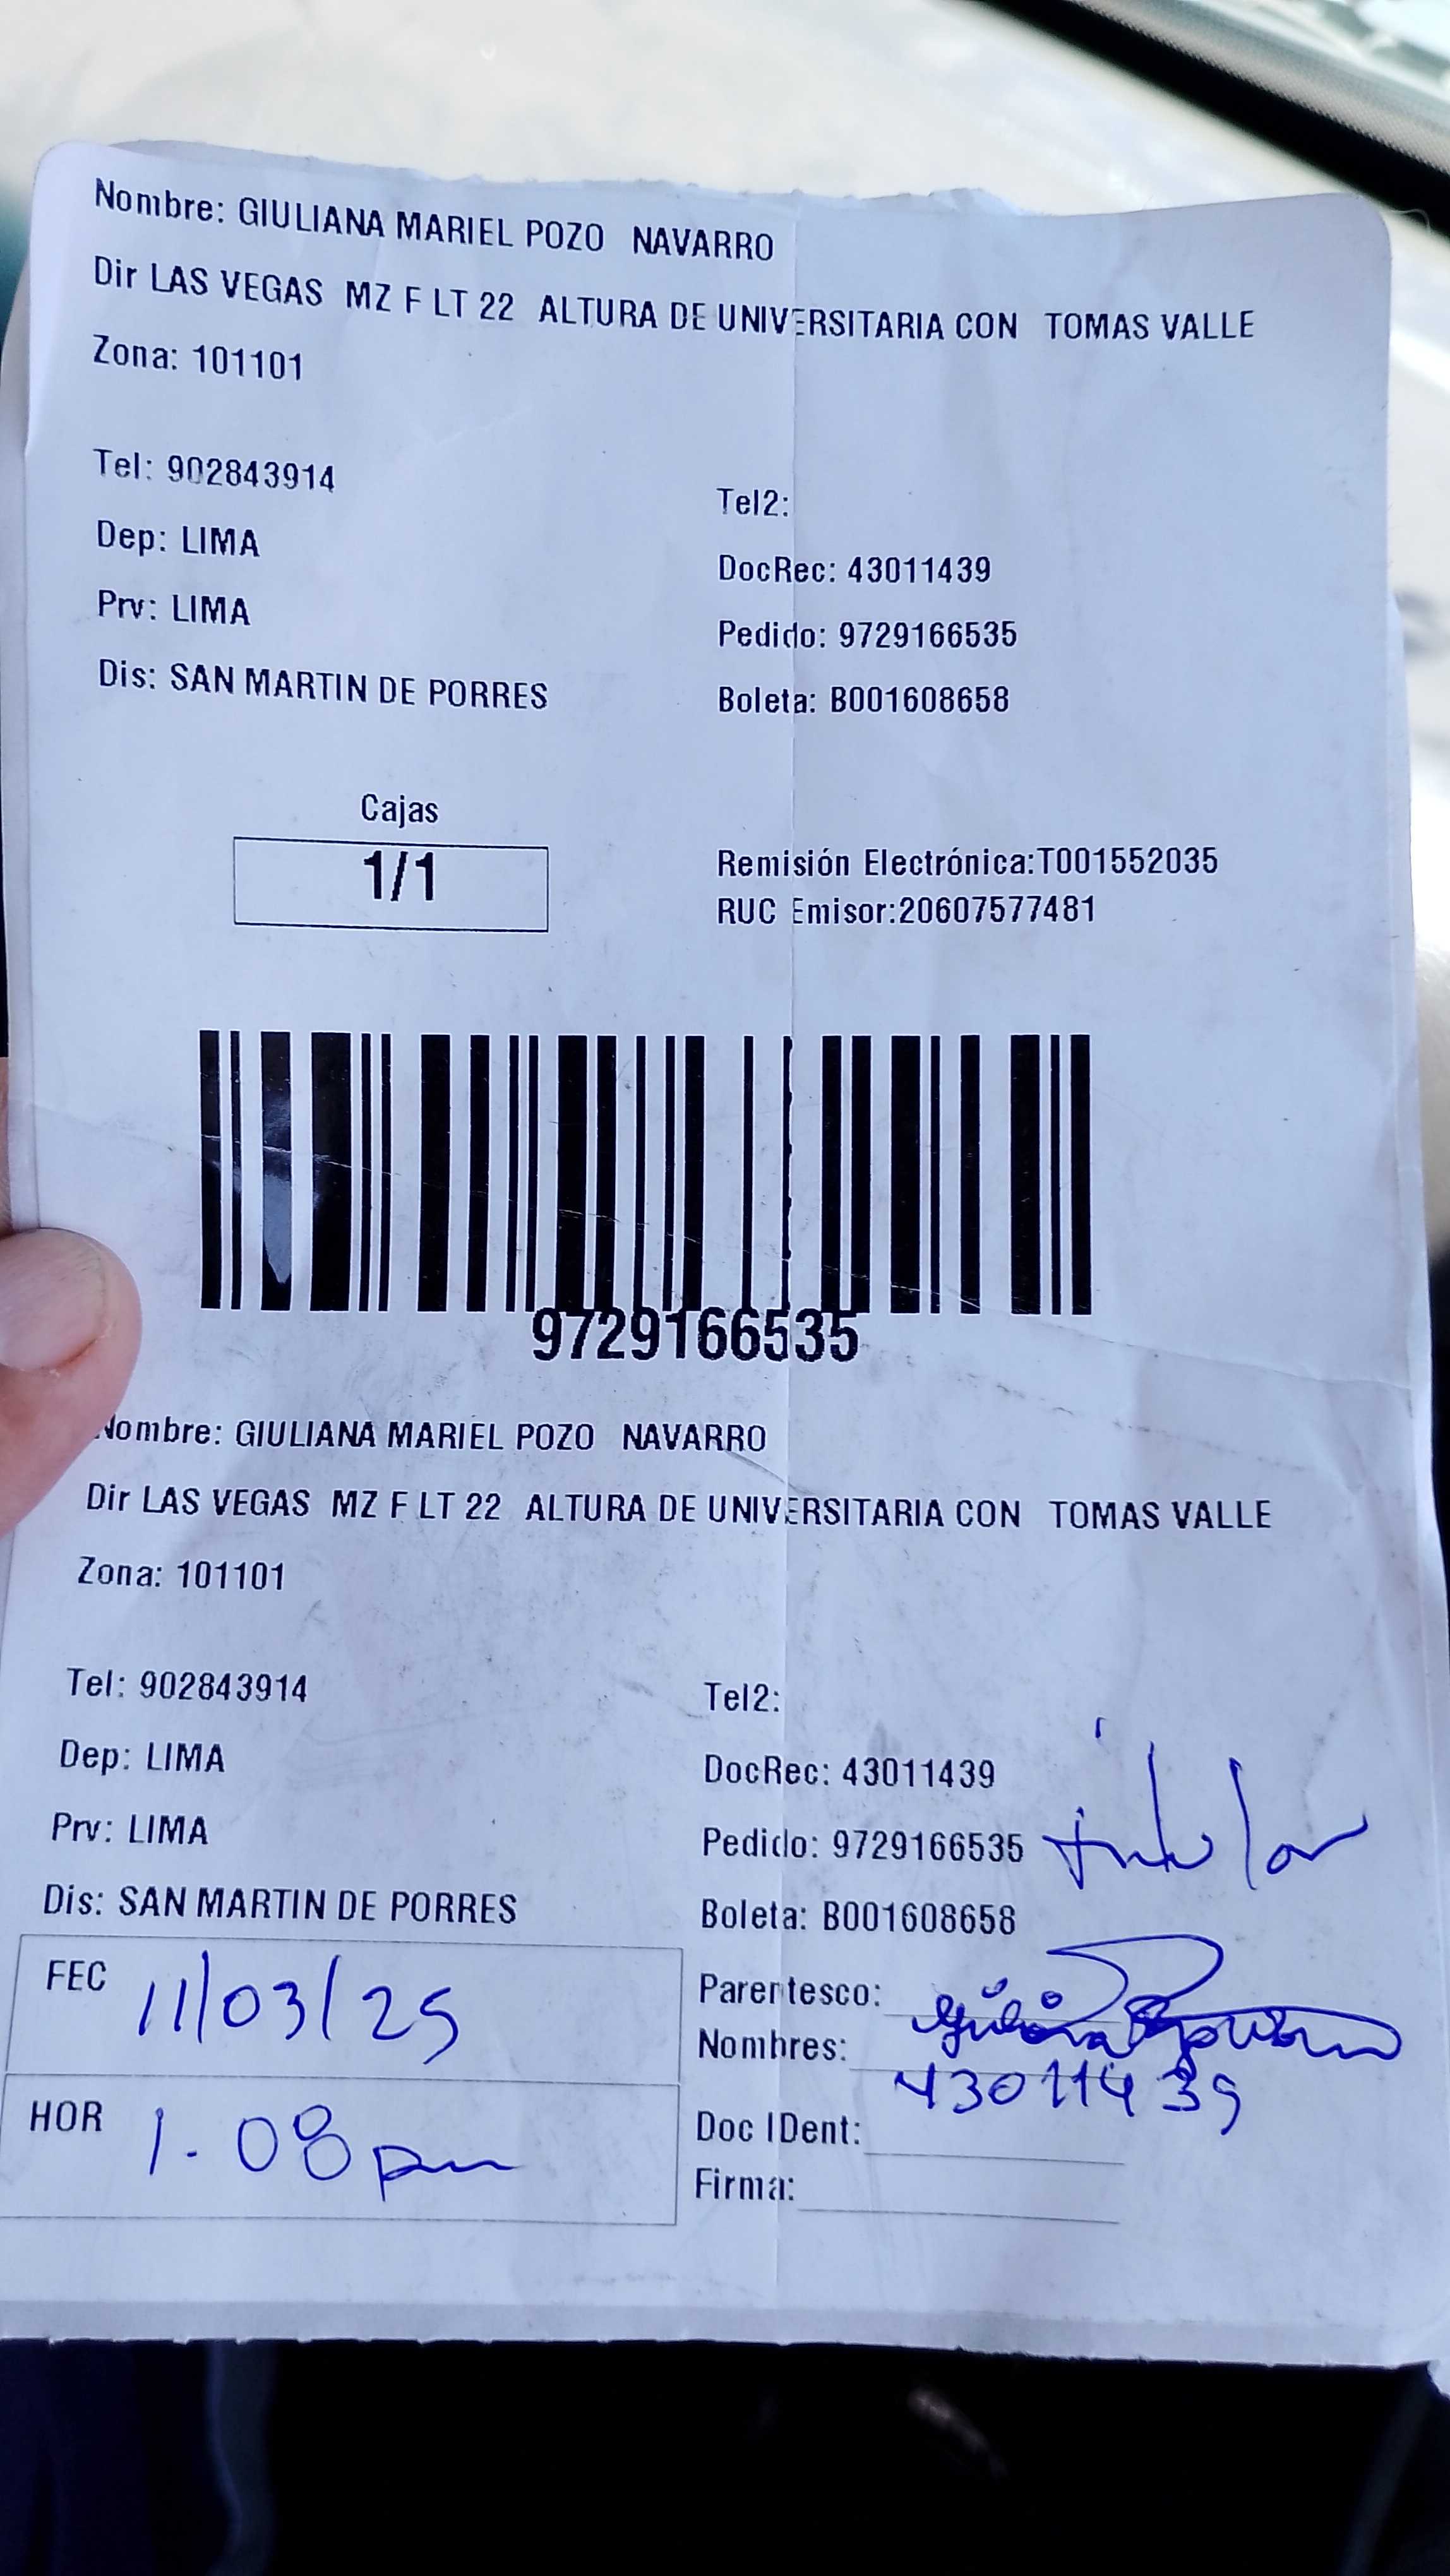 Nombre: GIULIANA MARIEL POZO NAVARRO
Dir LAS VEGAS MZ F LT 22 ALTURA DE UNIVERSITARIA CON TOMAS VALLE
Zona: 101101
Tel: 902843914
Tel2:
Dep: LIMA
DocRec: 43011439
Prv: LIMA
Pedido: 9729166535
Dis: SAN MARTIN DE PORRES
Boleta: B001608658
Cajas
1/1
Remisión Electrónica:T001552035
RUC Emisor:20607577481
9729166535
Nombre: GIULIANA MARIEL POZO NAVARRO
Dir LAS VEGAS MZ F LT 22 ALTURA DE UNIVERSITARIA CON TOMAS VALLE
Zona: 101101
Tel: 902843914
Tel2:
Dep: LIMA
DocRec: 43011439
Prv: LIMA
Pedido: 9729166535 titular
Dis: SAN MARTIN DE PORRES
Boleta: B001608658
FEC 11/03/25
Parentesco:
Nombres:
43011439
HOR 1.08pm
Doc IDent:
Firma: